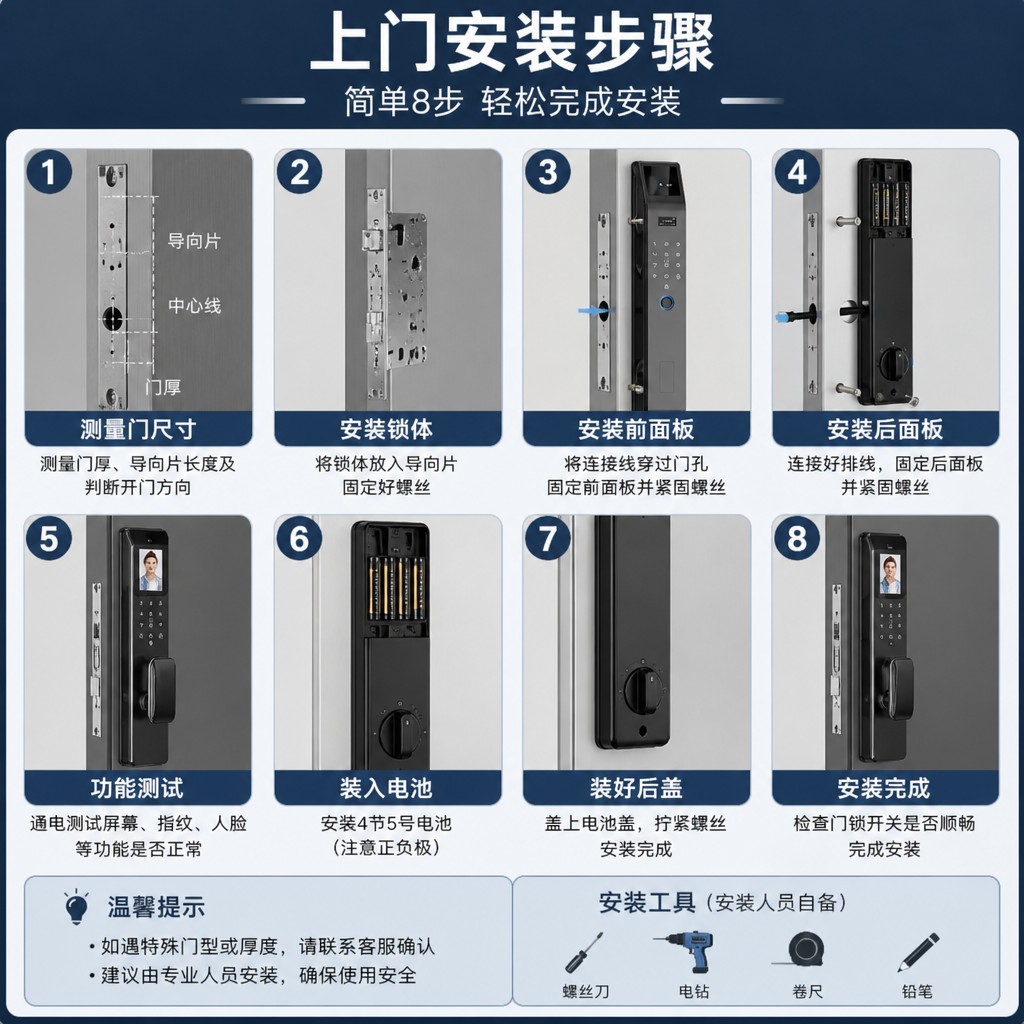 上门安装步骤
简单8步 轻松完成安装
1
导向片
中心线
门厚
测量门尺寸
测量门厚、导向片长度及
判断开门方向
2
安装锁体
将锁体放入导向片
固定好螺丝
3
安装前面板
将连接线穿过门孔
固定前面板并紧固螺丝
4
安装后面板
连接好排线，固定后面板
并紧固螺丝
5
功能测试
通电测试屏幕、指纹、人脸
等功能是否正常
6
装入电池
安装4节5号电池
（注意正负极）
7
装好后盖
盖上电池盖，拧紧螺丝
安装完成
8
安装完成
检查门锁开关是否顺畅
完成安装
温馨提示
•如遇特殊门型或厚度，请联系客服确认
•建议由专业人员安装，确保使用安全
安装工具（安装人员自备）
螺丝刀
电钻
卷尺
铅笔